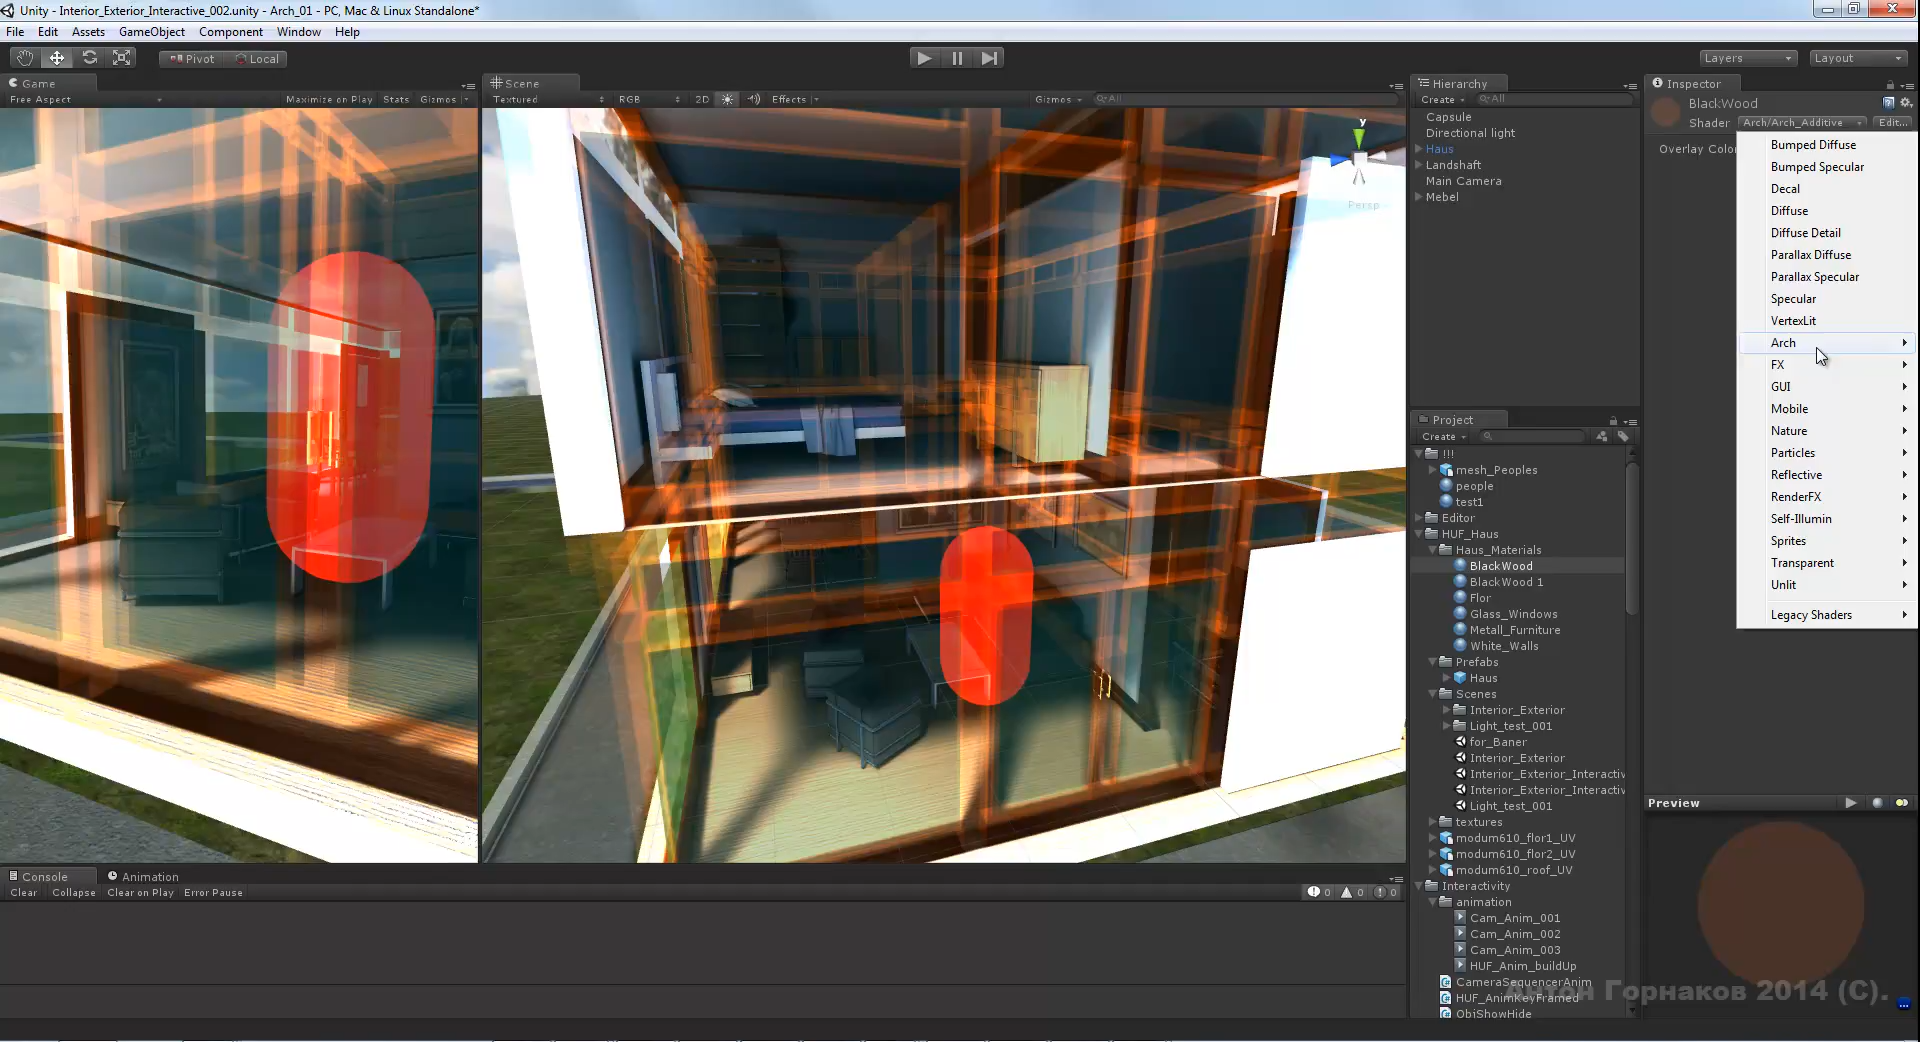 Unity - Interior_Exterior_Interactive_002.unity - Arch_01 - PC, Mac & Linux Standalone*
File Edit Assets GameObject Component Window Help
Pivot Local
Layers Layout
Game
Free Aspect
Maximize on Play Stats Gizmos
Scene
Textured RGB 2D Effects Gizmos All
y
Persp
Hierarchy
Create All
Capsule
Directional light
Haus
Landshaft
Main Camera
Mebel
Project
Create
!!!
mesh_Peoples
people
test1
Editor
HUF_Haus
Haus_Materials
BlackWood
BlackWood 1
Flor
Glass_Windows
Metall_Furniture
White_Walls
Prefabs
Haus
Scenes
Interior_Exterior
Light_test_001
for_Baner
Interior_Exterior
Interior_Exterior_Interactiv
Interior_Exterior_Interactiv
Light_test_001
textures
modum610_flor1_UV
modum610_flor2_UV
modum610_roof_UV
Interactivity
animation
Cam_Anim_001
Cam_Anim_002
Cam_Anim_003
HUF_Anim_buildUp
CameraSequencerAnim
HUF_AnimKeyFramed
ObjShowHide
Inspector
BlackWood
Shader Arch/Arch_Additive Edit...
Overlay Color
Bumped Diffuse
Bumped Specular
Decal
Diffuse
Diffuse Detail
Parallax Diffuse
Parallax Specular
Specular
VertexLit
Arch
FX
GUI
Mobile
Nature
Particles
Reflective
RenderFX
Self-Illumin
Sprites
Transparent
Unlit
Legacy Shaders
Preview
Антон Горнаков 2014 (C).
Console Animation
Clear Collapse Clear on Play Error Pause
0 0 0